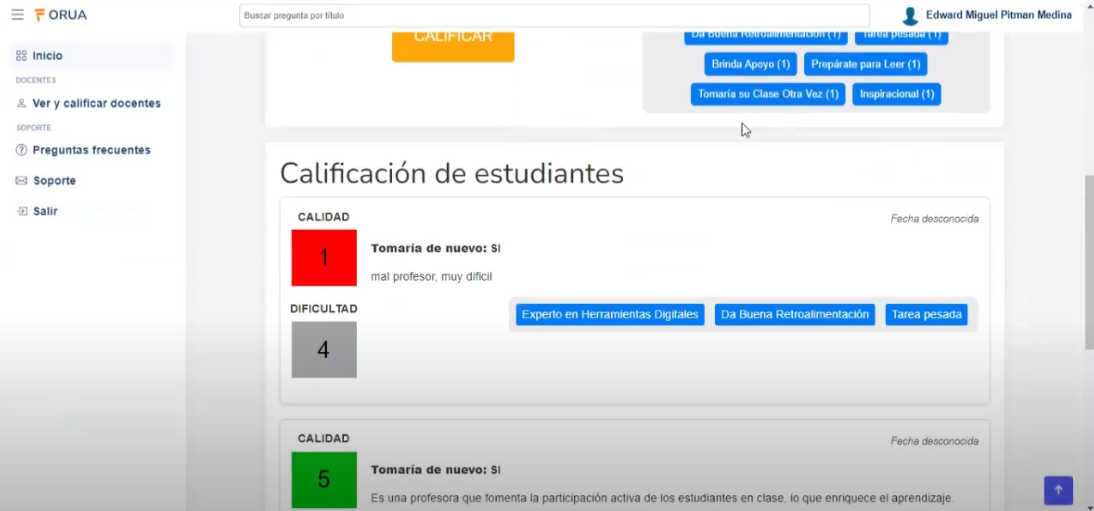 FORUA
Buscar pregunta por título
Edward Miguel Pitman Medina
Inicio
DOCENTES
Ver y calificar docentes
SOPORTE
Preguntas frecuentes
Soporte
Salir
CALIFICAR
Da Buena Retroalimentación (1) Tarea pesada (1)
Brinda Apoyo (1) Prepárate para Leer (1)
Tomaría su Clase Otra Vez (1) Inspiracional (1)
Calificación de estudiantes
CALIDAD
Fecha desconocida
1
Tomaría de nuevo: SI
mal profesor, muy dificil
DIFICULTAD
4
Experto en Herramientas Digitales Da Buena Retroalimentación Tarea pesada
CALIDAD
Fecha desconocida
5
Tomaría de nuevo: SI
Es una profesora que fomenta la participación activa de los estudiantes en clase, lo que enriquece el aprendizaje.